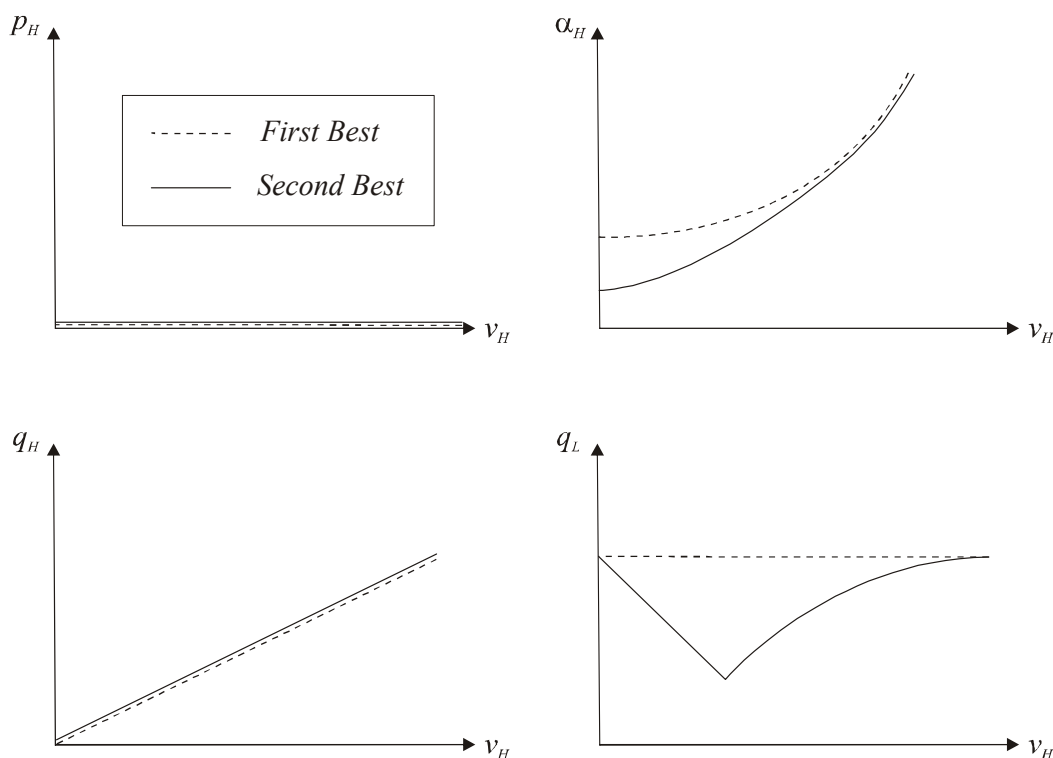 p_H
First Best
Second Best
v_H
α_H
v_H
q_H
v_H
q_L
v_H